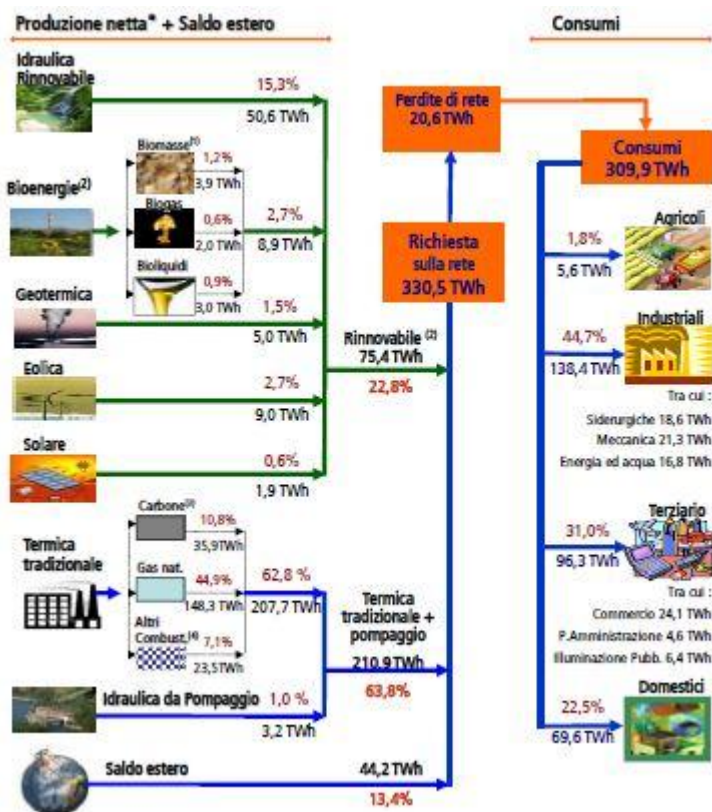 Produzione netta* + Saldo estero
Idraulica
Rinnovabile
15,3%
50,6 TWh
Bioenergie(2)
Biomasse(1)
1,2%
3,9 TWh
Biogas
0,6%
2,0 TWh
Bioliquidi
0,9%
3,0 TWh
2,7%
8,9 TWh
Geotermica
1,5%
5,0 TWh
Eolica
2,7%
9,0 TWh
Solare
0,6%
1,9 TWh
Rinnovabile (2)
75,4 TWh
22,8%
Termica
tradizionale
Carbone(3)
10,8%
35,9TWh
Gas nat.
44,9%
148,3 TWh
Altri
Combust.(4)
7,1%
23,5TWh
62,8 %
207,7 TWh
Idraulica da Pompaggio
1,0 %
3,2 TWh
Termica
tradizionale +
pompaggio
210,9TWh
63,8%
Saldo estero
44,2 TWh
13,4%
Richiesta
sulla rete
330,5 TWh
Perdite di rete
20,6 TWh
Consumi
Consumi
309,9 TWh
Agricoli
1,8%
5,6 TWh
Industriali
44,7%
138,4 TWh
Tra cui :
Siderurgiche 18,6 TWh
Meccanica 21,3 TWh
Energia ed acqua 16,8 TWh
Terziario
31,0%
96,3 TWh
Tra cui :
Commercio 24,1 TWh
P.Amministrazione 4,6 TWh
Illuminazione Pubb. 6,4 TWh
Domestici
22,5%
69,6 TWh